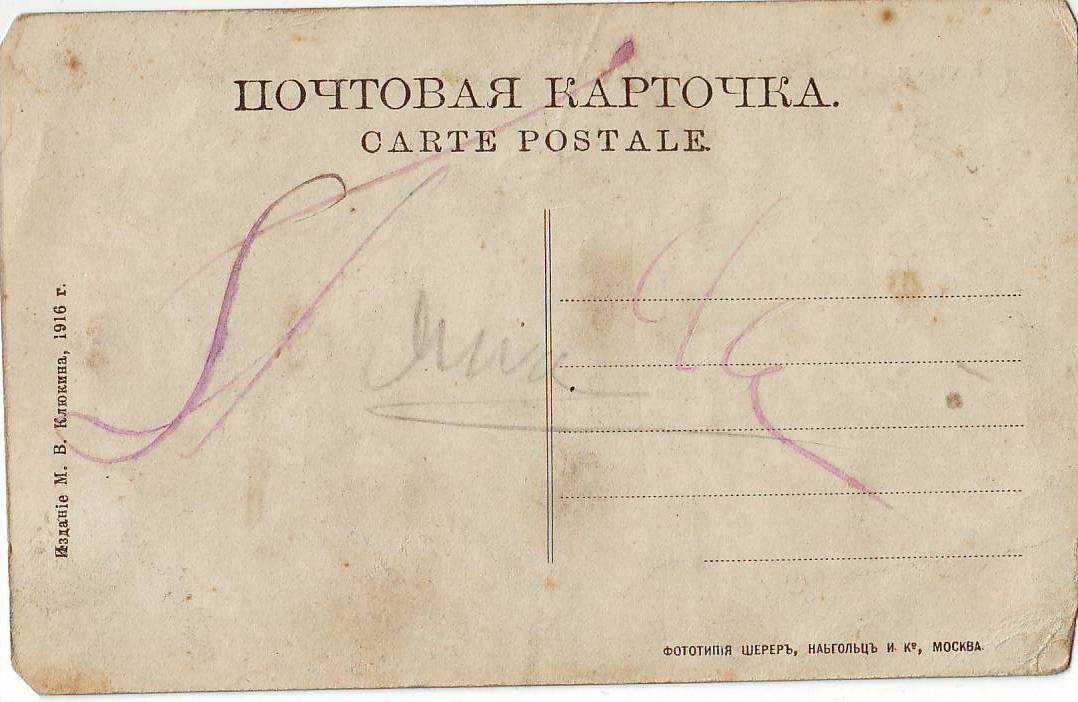 ПОЧТОВАЯ КАРТОЧКА.
CARTE POSTALE.
Изданіе М. В. Клюкина, 1916 г.
ФОТОТИПІЯ ШЕРЕРЪ, НАБГОЛЬЦЪ И Кº, МОСКВА.